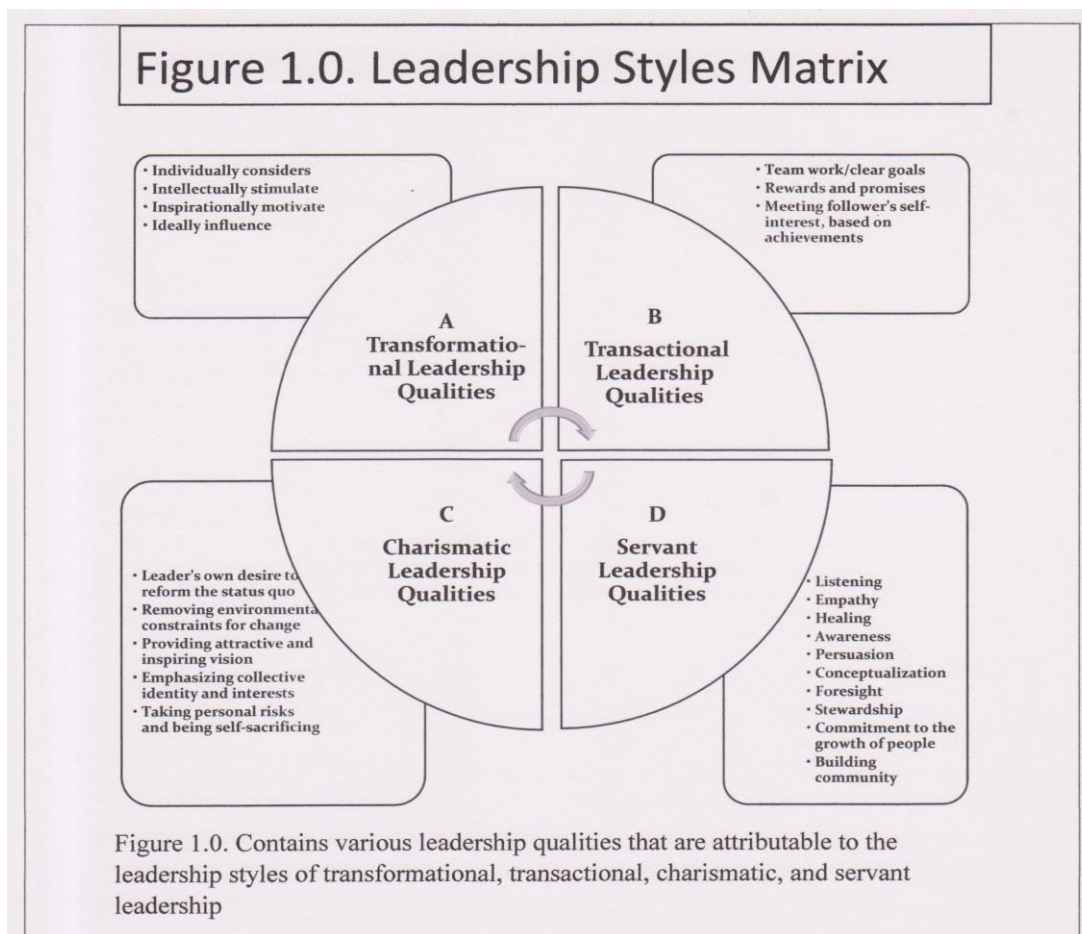 Figure 1.0. Leadership Styles Matrix
· Individually considers
· Intellectually stimulate
· Inspirationally motivate
· Ideally influence
· Team work/clear goals
· Rewards and promises
· Meeting follower's self-
interest, based on
achievements
A
Transformatio-
nal Leadership
Qualities
B
Transactional
Leadership
Qualities
C
Charismatic
Leadership
Qualities
D
Servant
Leadership
Qualities
· Leader's own desire to
reform the status quo
· Removing environmenta
constraints for change
· Providing attractive and
inspiring vision
· Emphasizing collective
identity and interests
· Taking personal risks
and being self-sacrificing
· Listening
· Empathy
· Healing
· Awareness
· Persuasion
· Conceptualization
· Foresight
· Stewardship
· Commitment to the
growth of people
· Building
community
Figure 1.0. Contains various leadership qualities that are attributable to the
leadership styles of transformational, transactional, charismatic, and servant
leadership